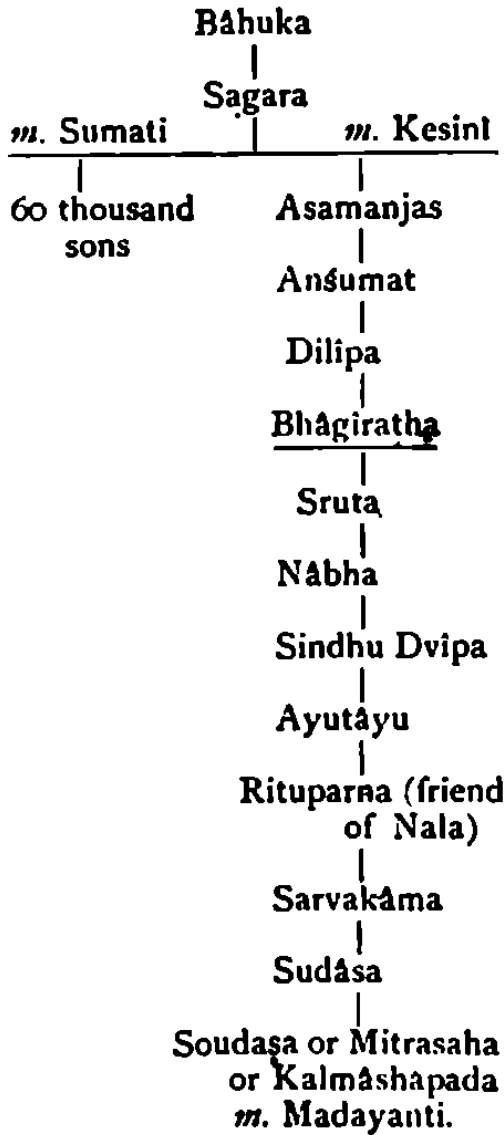 Bâhuka
Sagara
m. Sumati m. Kesinî
60 thousand Asamanjas
sons
Anśumat
Dilîpa
Bhâgiratha
Sruta
Nâbha
Sindhu Dvîpa
Ayutâyu
Rituparna (friend
of Nala)
Sarvakâma
Sudâsa
Soudasa or Mitrasaha
or Kalmâshapada
m. Madayanti.